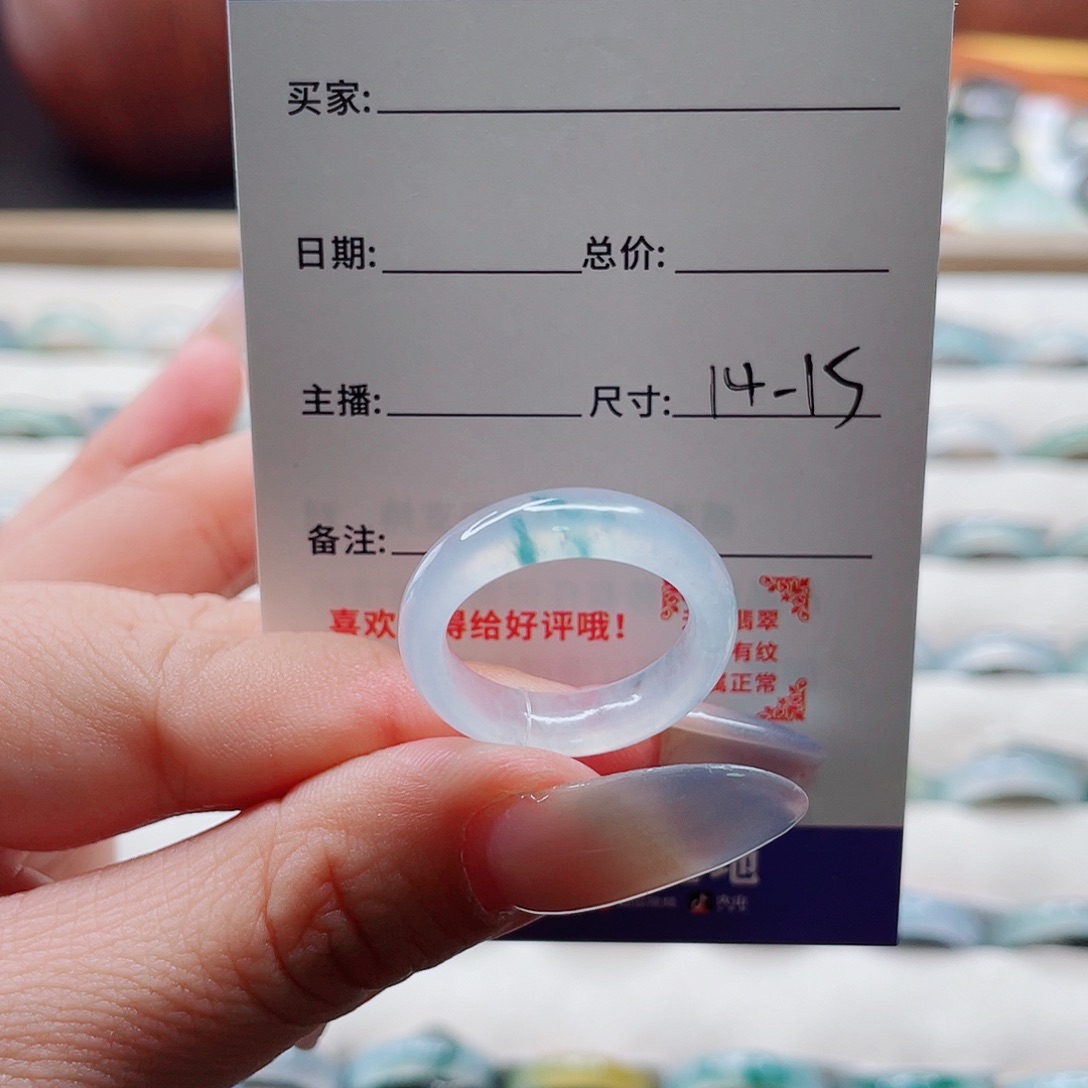 买家:
日期: 总价:
主播: 尺寸: 14-15
备注:
喜欢 得给好评哦! 翡翠
有纹
属正常